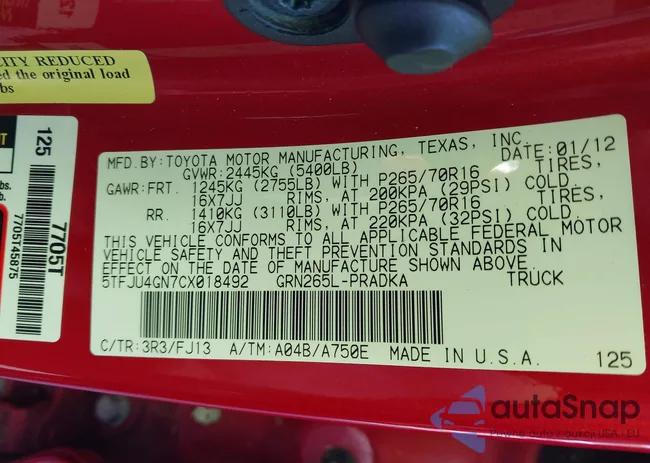 CITY REDUCED
ed the original load
bs
125
7705T45875
7705T
MFD.BY: TOYOTA MOTOR MANUFACTURING, TEXAS, INC.
GVWR: 2445KG (5400LB) DATE: 01/12
GAWR: FRT. 1245KG (2755LB) WITH P265/70R16 TIRES,
16X7JJ RIMS, AT 200KPA (29PSI) COLD
RR. 1410KG (3110LB) WITH P265/70R16 TIRES,
16X7JJ RIMS, AT 220KPA (32PSI) COLD
THIS VEHICLE CONFORMS TO ALL APPLICABLE FEDERAL MOTOR
VEHICLE SAFETY AND THEFT PREVENTION STANDARDS IN
EFFECT ON THE DATE OF MANUFACTURE SHOWN ABOVE
5TFJU4GN7CX018492 GRN265L-PRADKA TRUCK
C/TR:3R3/FJ13 A/TM:A04B/A750E MADE IN U.S.A. 125
autoSnap